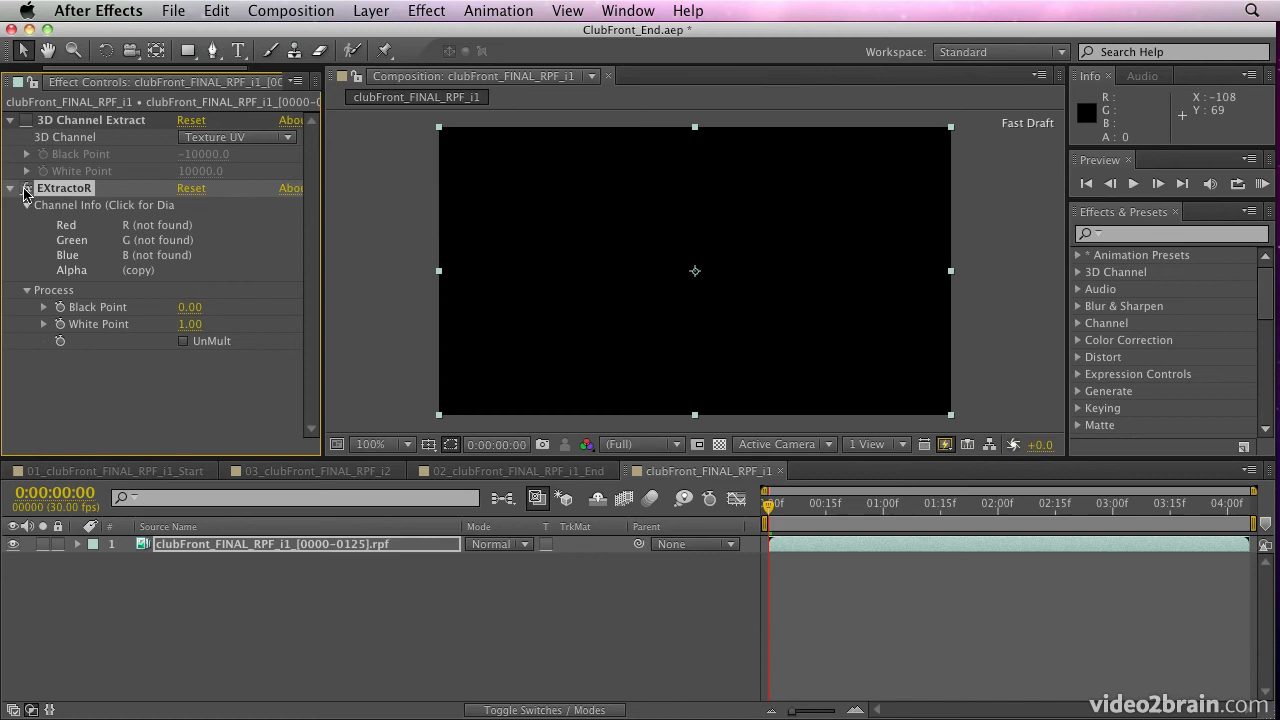 After Effects File Edit Composition Layer Effect Animation View Window Help
ClubFront_End.aep *
Workspace: Standard Search Help
Effect Controls: clubFront_FINAL_RPF_i1_[00
Composition: clubFront_FINAL_RPF_i1
Info Audio
clubFront_FINAL_RPF_i1 • clubFront_FINAL_RPF_i1_[0000-0
clubFront_FINAL_RPF_i1
R : X : -108
G : Y : 69
B :
A : 0
Fast Draft
3D Channel Extract Reset Abou
3D Channel Texture UV
Black Point -10000.0
White Point 10000.0
EXtractoR Reset Abou
Channel Info (Click for Dia
Red R (not found)
Green G (not found)
Blue B (not found)
Alpha (copy)
Process
Black Point 0.00
White Point 1.00
UnMult
Preview
Effects & Presets
* Animation Presets
3D Channel
Audio
Blur & Sharpen
Channel
Color Correction
Distort
Expression Controls
Generate
Keying
Matte
100% 0:00:00:00 (Full) Active Camera 1 View +0.0
01_clubFront_FINAL_RPF_i1_Start 03_clubFront_FINAL_RPF_i2 02_clubFront_FINAL_RPF_i1_End clubFront_FINAL_RPF_i1
0:00:00:00
00000 (30.00 fps)
:00f 00:15f 01:00f 01:15f 02:00f 02:15f 03:00f 03:15f 04:00f
# Source Name Mode T TrkMat Parent
1 clubFront_FINAL_RPF_i1_[0000-0125].rpf Normal None
Toggle Switches / Modes
video2brain.com